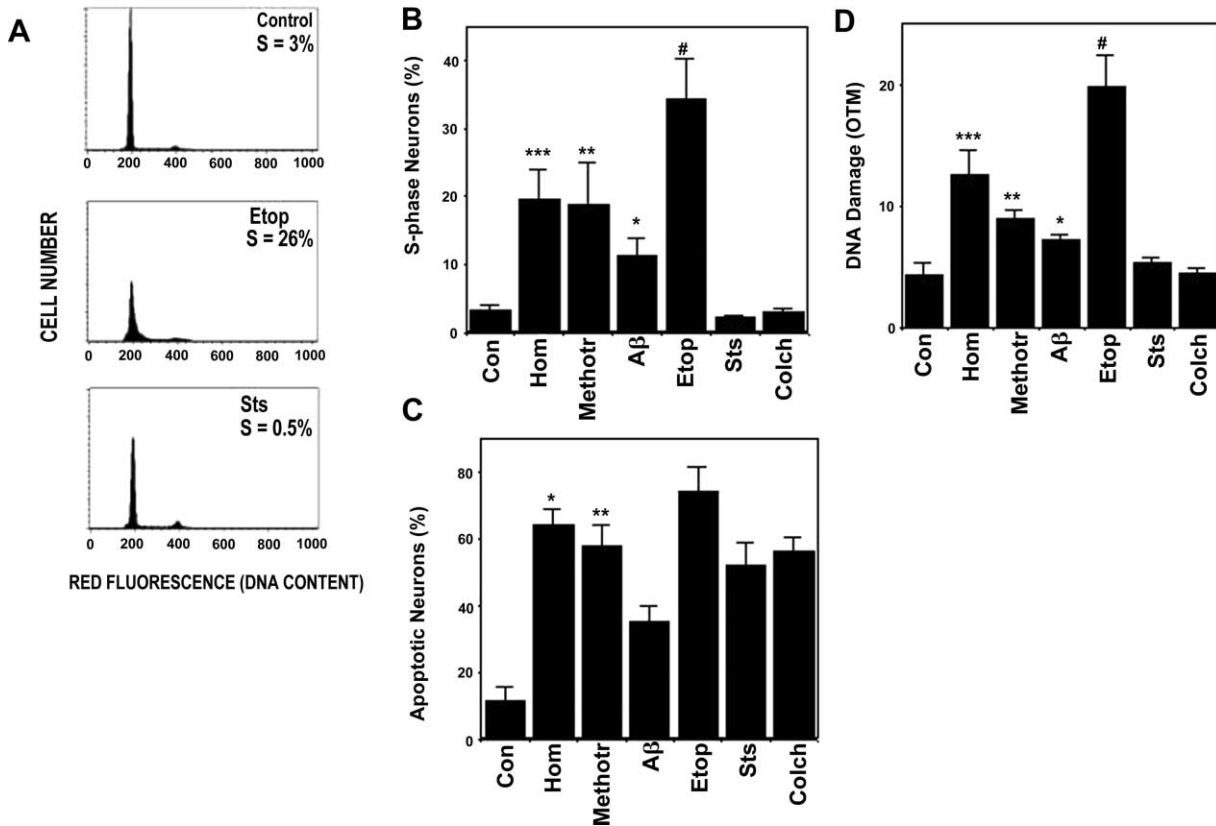 A
Control
S = 3%
0 200 400 600 800 1000
Etop
S = 26%
0 200 400 600 800 1000
Sts
S = 0.5%
0 200 400 600 800 1000
CELL NUMBER
RED FLUORESCENCE (DNA CONTENT)
B
S-phase Neurons (%)
40
30
20
10
0
***
**
*
#
Con Hom Methotr Aβ Etop Sts Colch
C
Apoptotic Neurons (%)
80
60
40
20
0
*
**
Con Hom Methotr Aβ Etop Sts Colch
D
DNA Damage (OTM)
20
10
0
***
**
*
#
Con Hom Methotr Aβ Etop Sts Colch